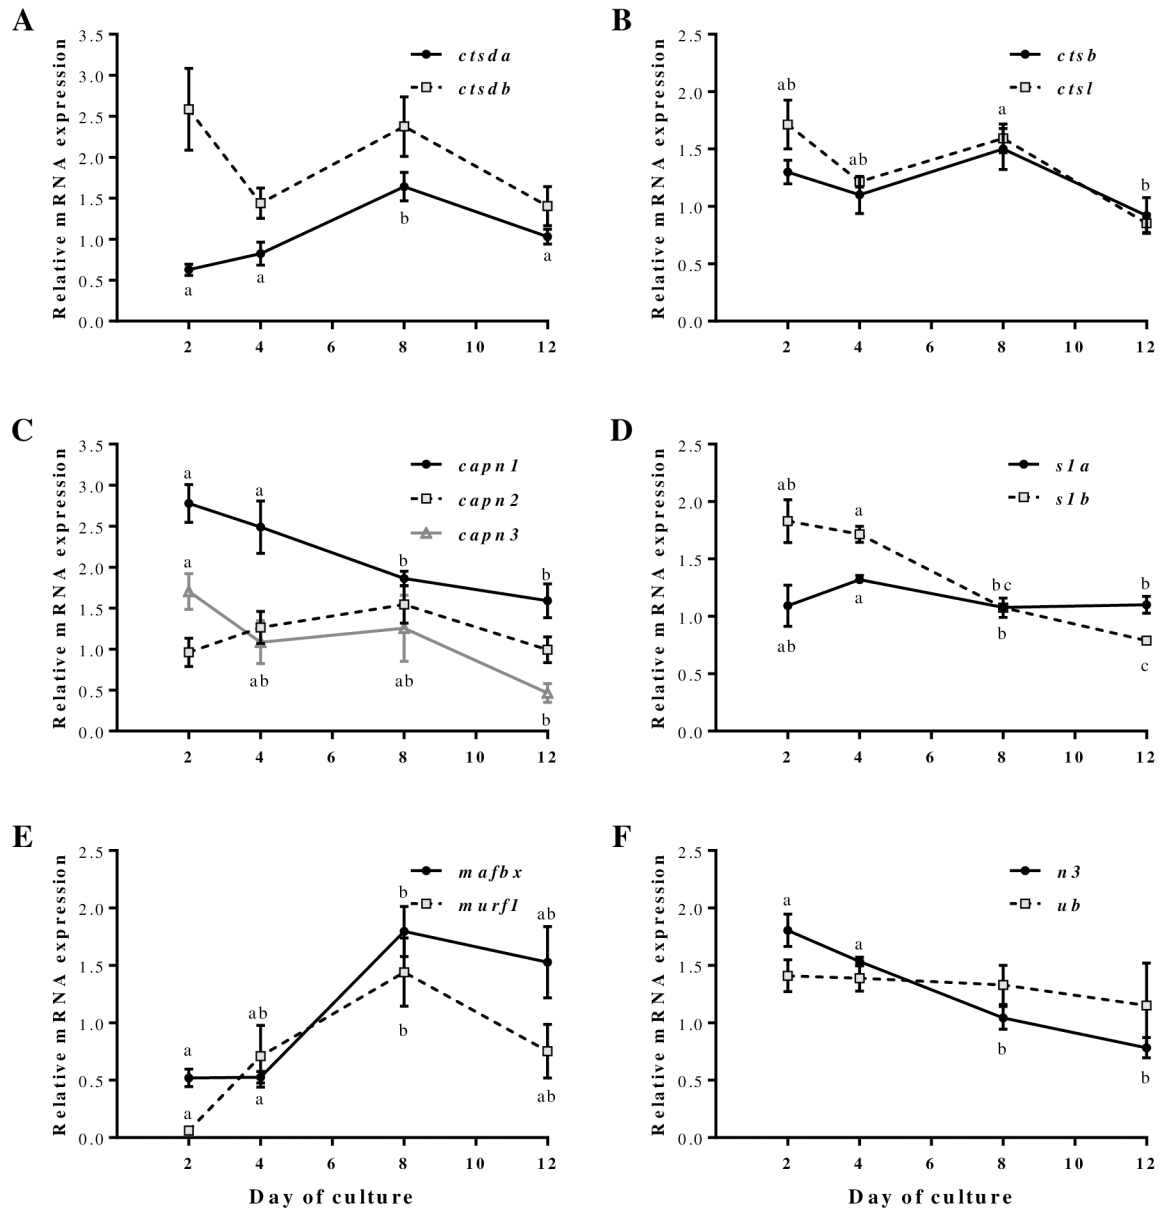 A
B
3.5
3.0
2.5
2.0
1.5
1.0
0.5
0.0
Relative mRNA expression
ctsda
ctsdb
a
a
b
a
2 4 6 8 10 12
2.5
2.0
1.5
1.0
0.5
0.0
Relative mRNA expression
ctsb
ctsl
ab
ab
a
b
2 4 6 8 10 12
C
D
3.5
3.0
2.5
2.0
1.5
1.0
0.5
0.0
Relative mRNA expression
capn1
capn2
capn3
a
a
b
b
a
ab
ab
b
2 4 6 8 10 12
2.5
2.0
1.5
1.0
0.5
0.0
Relative mRNA expression
s1a
s1b
ab
a
bc
b
ab
a
b
c
2 4 6 8 10 12
E
F
2.5
2.0
1.5
1.0
0.5
0.0
Relative mRNA expression
mafbx
murf1
b
ab
a
ab
a
a
b
ab
2 4 6 8 10 12
Day of culture
2.5
2.0
1.5
1.0
0.5
0.0
Relative mRNA expression
n3
ub
a
a
b
b
2 4 6 8 10 12
Day of culture